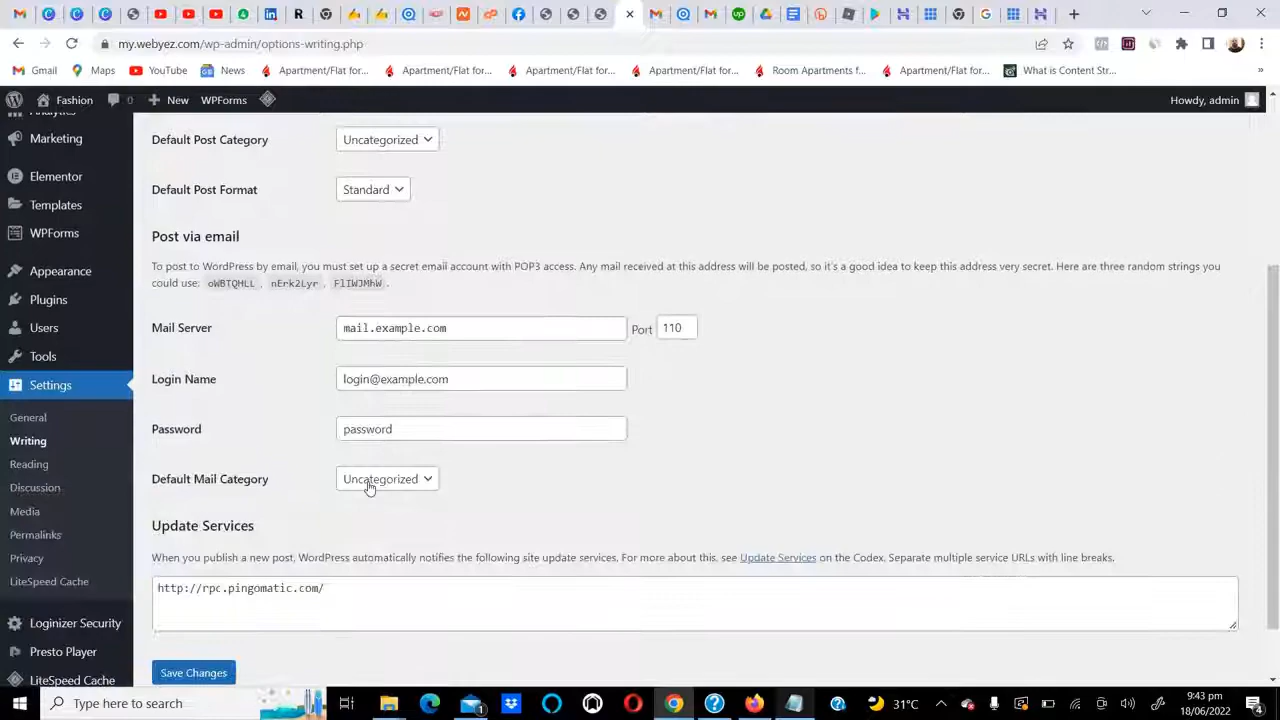 my.webyez.com/wp-admin/options-writing.php
Gmail
Maps
YouTube
News
Apartment/Flat for...
Apartment/Flat for...
Apartment/Flat for...
Apartment/Flat for...
Room Apartments f...
Apartment/Flat for...
What is Content Str...
»
Fashion
0
New
WPForms
Howdy, admin
Analytics
Marketing
Elementor
Templates
WPForms
Appearance
Plugins
Users
Tools
Settings
General
Writing
Reading
Discussion
Media
Permalinks
Privacy
LiteSpeed Cache
Loginizer Security
Presto Player
LiteSpeed Cache
Default Post Category Uncategorized
Default Post Format Standard
Post via email
To post to WordPress by email, you must set up a secret email account with POP3 access. Any mail received at this address will be posted, so it's a good idea to keep this address very secret. Here are three random strings you
could use: oWBTQHLL , nErk2Lyr , FlIWJMhW .
Mail Server mail.example.com Port 110
Login Name login@example.com
Password password
Default Mail Category Uncategorized
Update Services
When you publish a new post, WordPress automatically notifies the following site update services. For more about this, see Update Services on the Codex. Separate multiple service URLs with line breaks.
http://rpc.pingomatic.com/
Save Changes
Type here to search
1
31°C
9:43 pm
18/06/2022
4